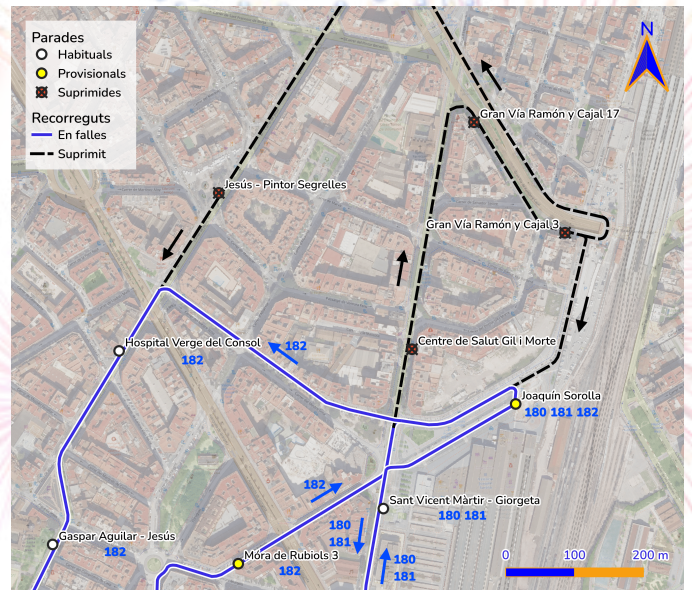 Parades
Habituals
Provisionals
Suprimides
Recorreguts
En falles
Suprimit
N
Gran Vía Ramón y Cajal 17
Jesús - Pintor Segrelles
Gran Vía Ramón y Cajal 3
Hospital Verge del Consol
182
182
Centre de Salut Gil i Morte
Joaquín Sorolla
180 181 182
182
Sant Vicent Màrtir - Giorgeta
180 181
180
181
Gaspar Aguilar - Jesús
182
Móra de Rubiols 3
182
180
181
0 100 200 m